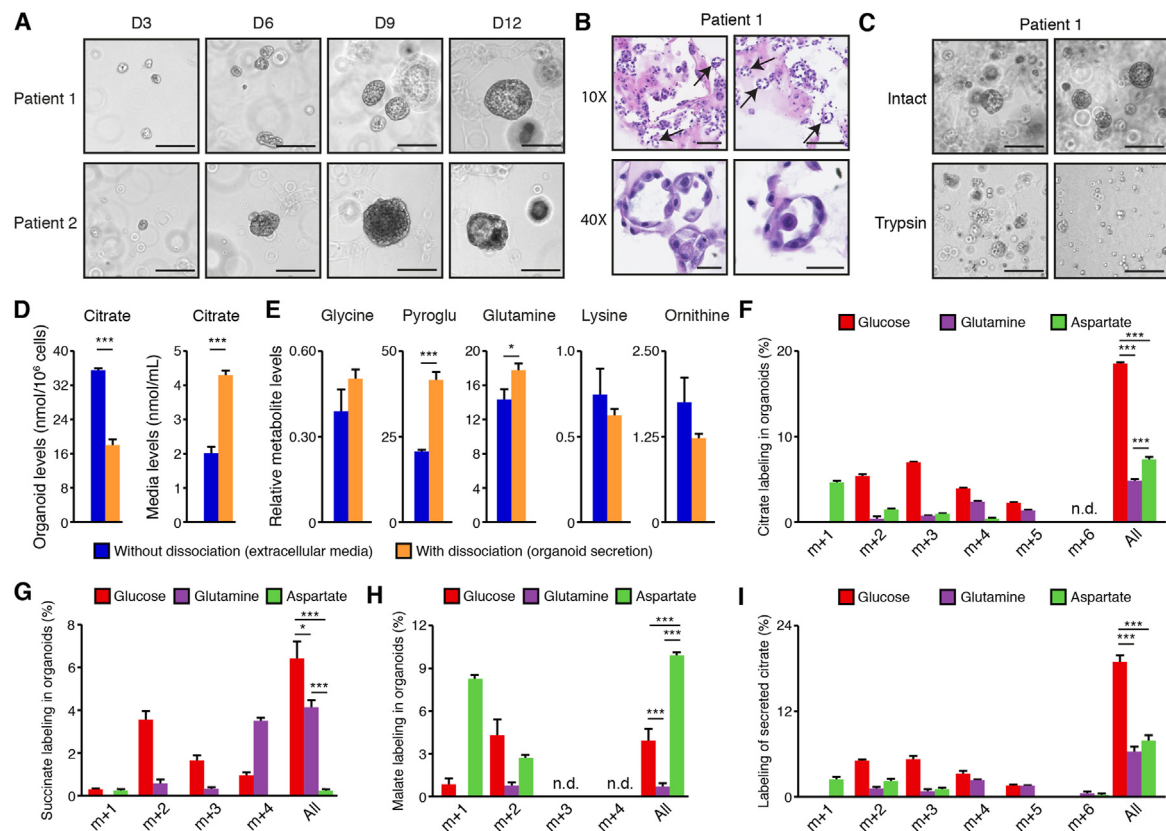 A
D3
D6
D9
D12
Patient 1
Patient 2
B
Patient 1
10X
40X
C
Patient 1
Intact
Trypsin
D
Citrate
Citrate
Organoid levels (nmol/10⁶ cells)
40
36
24
16
8
0
Media levels (nmol/mL)
5
4
3
2
1
0
***
***
E
Glycine
Pyroglu
Glutamine
Lysine
Ornithine
Relative metabolite levels
0.60
0.30
0
50
25
0
***
20
16
12
8
4
0
*
1.0
0.5
0
2.50
1.25
0
Without dissociation (extracellular media)
With dissociation (organoid secretion)
F
Glucose
Glutamine
Aspartate
Citrate labeling in organoids (%)
20
10
0
n.d.
***
***
***
m+1
m+2
m+3
m+4
m+5
m+6
All
G
Glucose
Glutamine
Aspartate
Succinate labeling in organoids (%)
8
6
4
2
0
***
*
***
m+1
m+2
m+3
m+4
All
H
Glucose
Glutamine
Aspartate
Malate labeling in organoids (%)
12
9
6
3
0
n.d.
n.d.
***
***
***
m+1
m+2
m+3
m+4
All
I
Glucose
Glutamine
Aspartate
Labeling of secreted citrate (%)
24
12
0
***
***
m+1
m+2
m+3
m+4
m+5
m+6
All